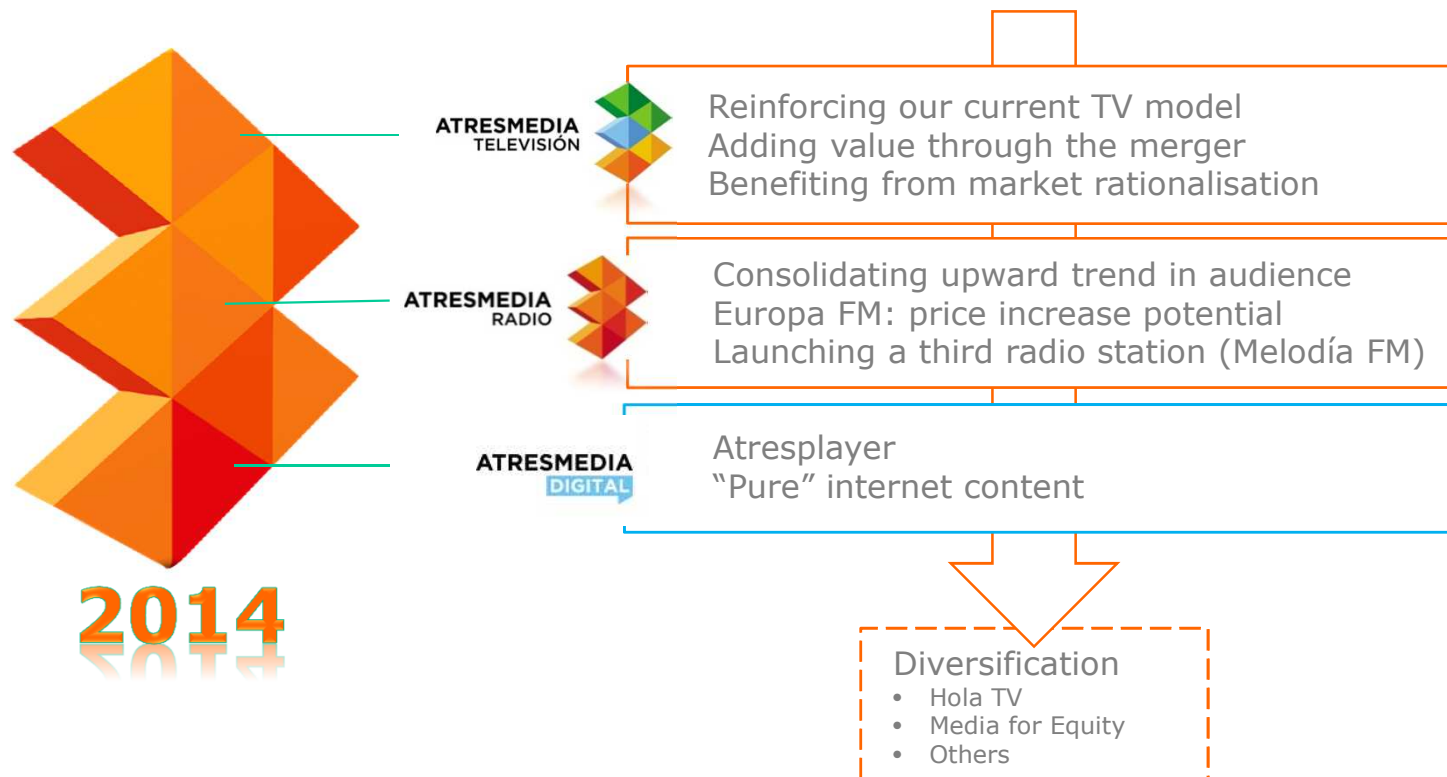 ATRESMEDIA
TELEVISIÓN
Reinforcing our current TV model
Adding value through the merger
Benefiting from market rationalisation
ATRESMEDIA
RADIO
Consolidating upward trend in audience
Europa FM: price increase potential
Launching a third radio station (Melodía FM)
ATRESMEDIA
DIGITAL
Atresplayer
“Pure” internet content
2014
Diversification
• Hola TV
• Media for Equity
• Others